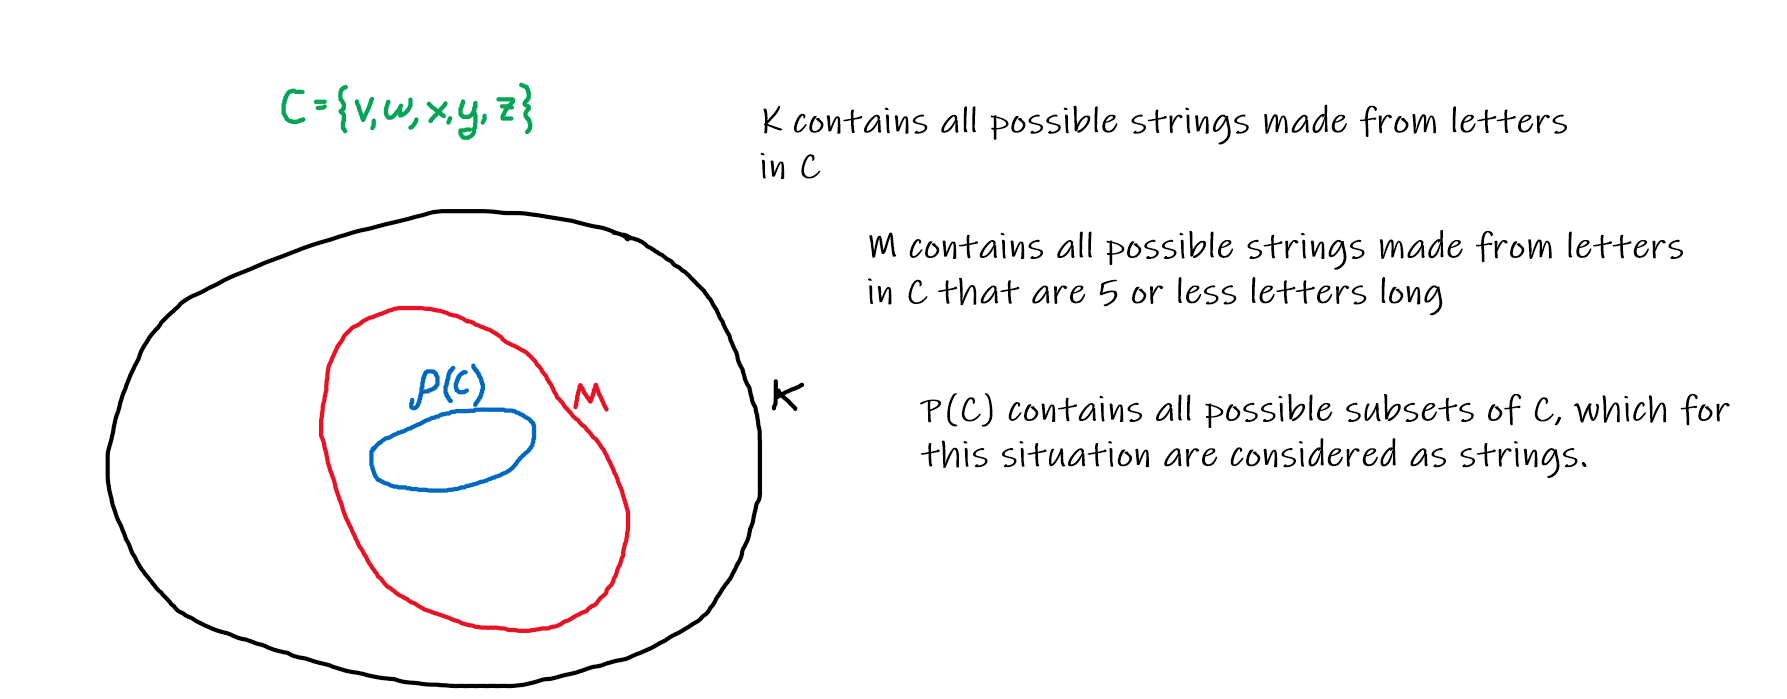 C={v,w,x,y,z}
K contains all possible strings made from letters
in C
M contains all possible strings made from letters
in C that are 5 or less letters long
P(C)
M
K
P(C) contains all possible subsets of C, which for
this situation are considered as strings.